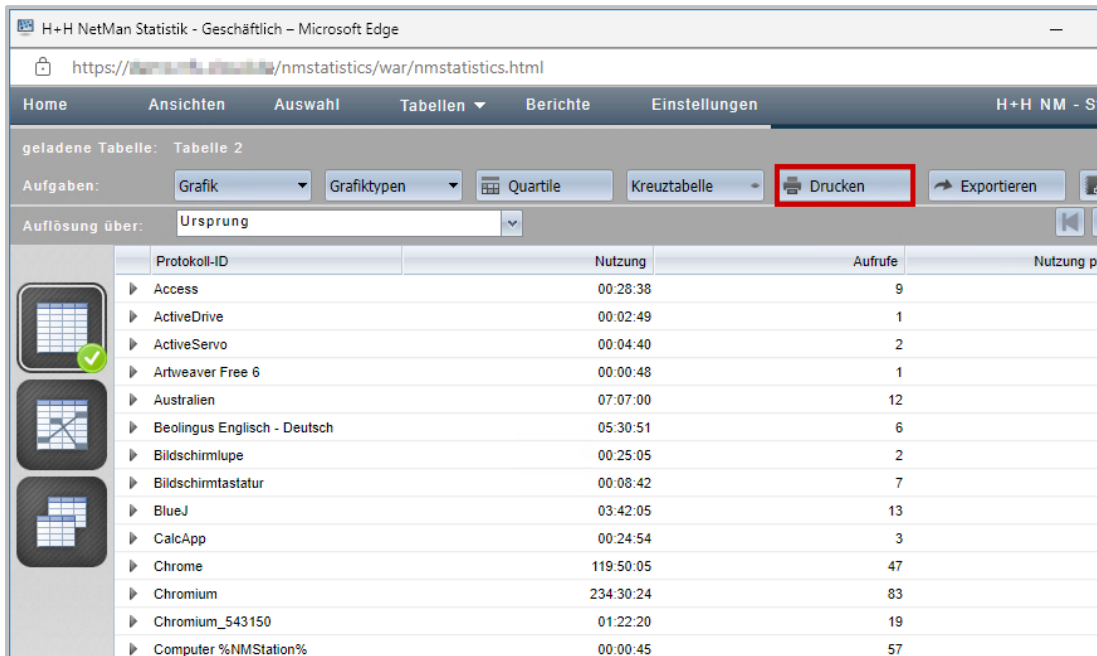 H+H NetMan Statistik - Geschäftlich – Microsoft Edge
https:// /nmstatistics/war/nmstatistics.html
Home Ansichten Auswahl Tabellen Berichte Einstellungen H+H NM - S
geladene Tabelle: Tabelle 2
Aufgaben: Grafik Grafiktypen Quartile Kreuztabelle Drucken Exportieren
Auflösung über: Ursprung
Protokoll-ID Nutzung Aufrufe Nutzung p
Access 00:28:38 9
ActiveDrive 00:02:49 1
ActiveServo 00:04:40 2
Artweaver Free 6 00:00:48 1
Australien 07:07:00 12
Beolingus Englisch - Deutsch 05:30:51 6
Bildschirmlupe 00:25:05 2
Bildschirmtastatur 00:08:42 7
BlueJ 03:42:05 13
CalcApp 00:24:54 3
Chrome 119:50:05 47
Chromium 234:30:24 83
Chromium_543150 01:22:20 19
Computer %NMStation% 00:00:45 57